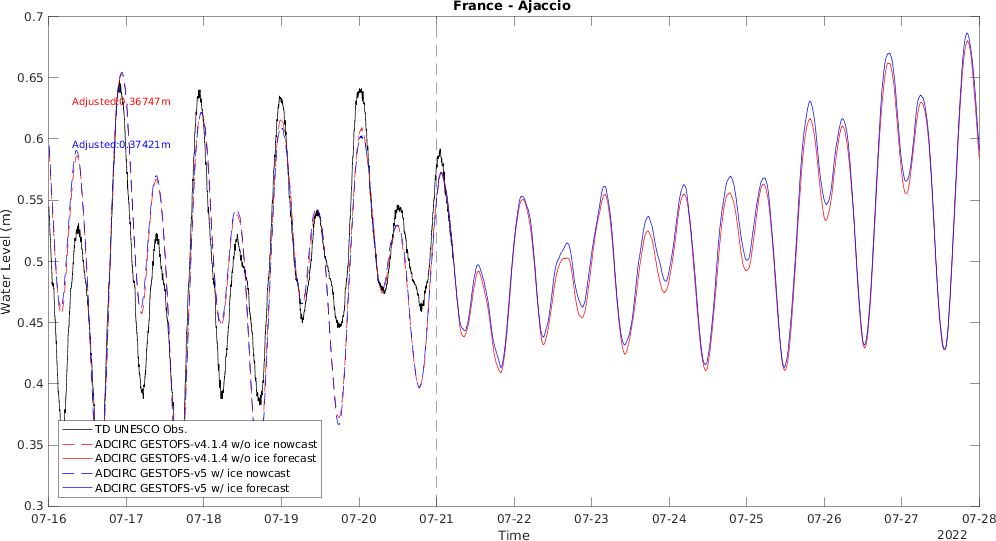 France - Ajaccio
0.7
0.65
0.6
0.55
0.5
0.45
0.4
0.35
0.3
Water Level (m)
Adjusted:0.36747m
Adjusted:0.37421m
TD UNESCO Obs.
ADCIRC GESTOFS-v4.1.4 w/o ice nowcast
ADCIRC GESTOFS-v4.1.4 w/o ice forecast
ADCIRC GESTOFS-v5 w/ ice nowcast
ADCIRC GESTOFS-v5 w/ ice forecast
07-16 07-17 07-18 07-19 07-20 07-21 07-22 07-23 07-24 07-25 07-26 07-27 07-28
Time
2022